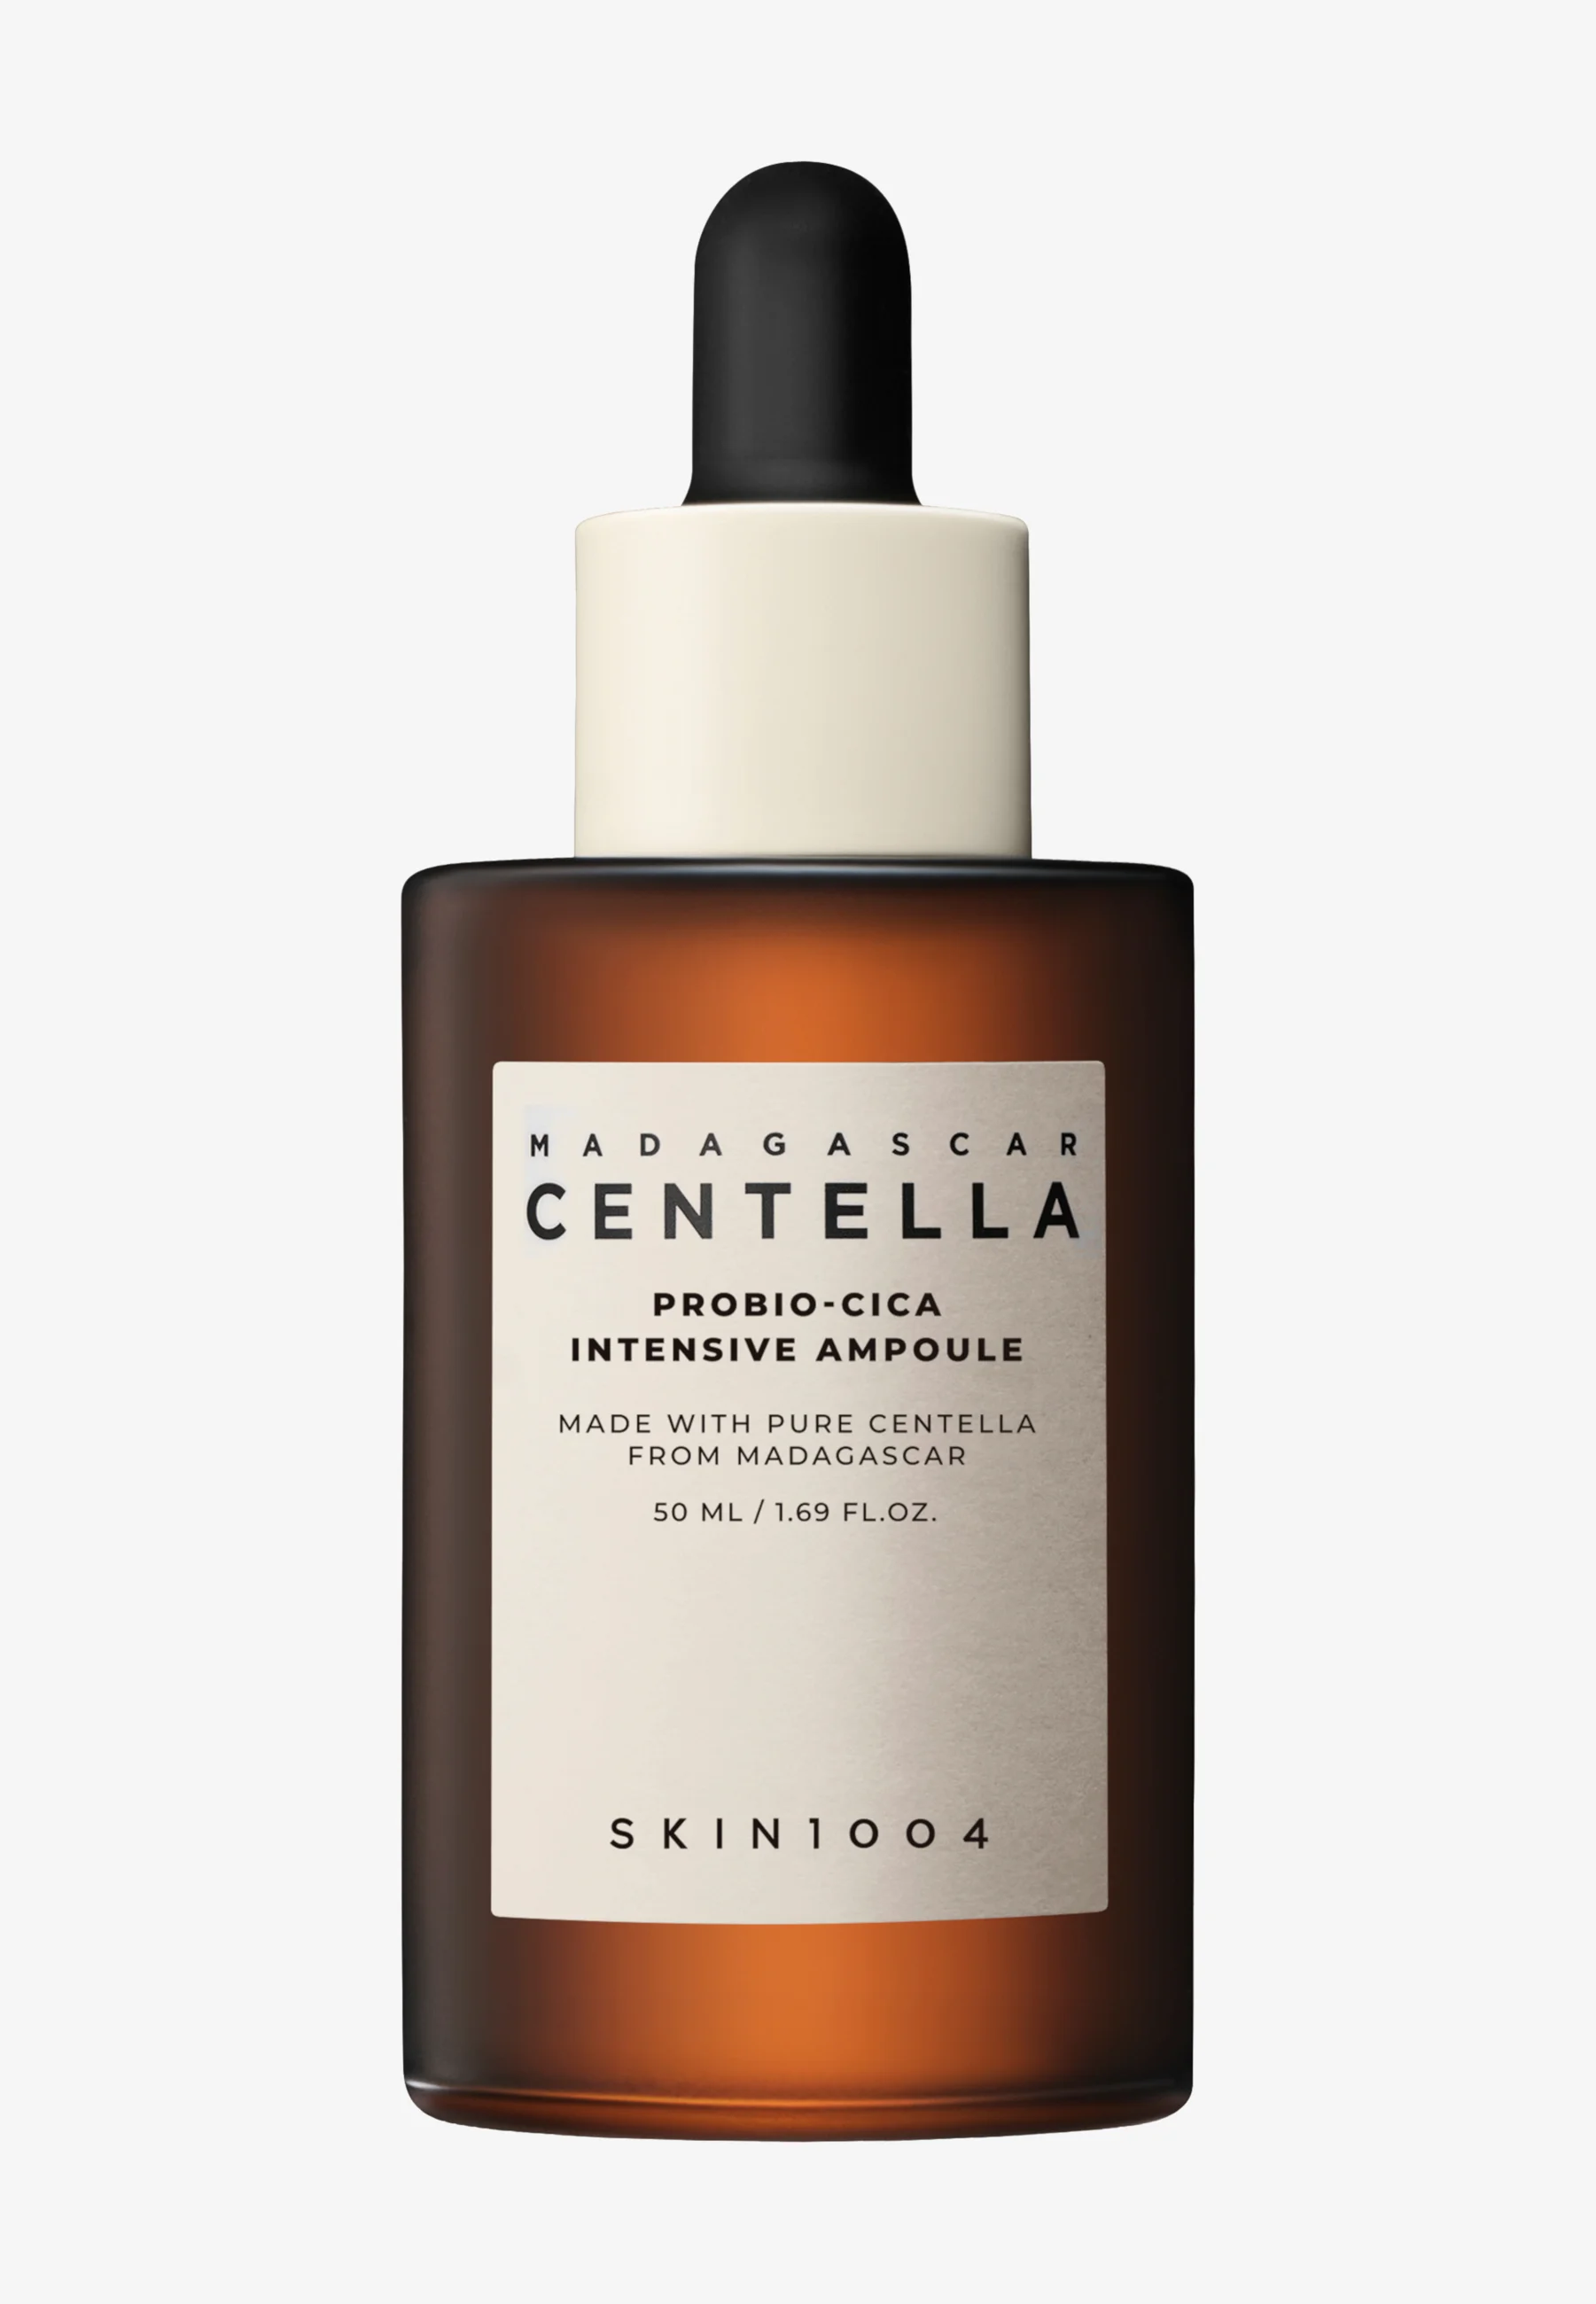 MADAGASCAR
CENTELLA
PROBIO-CICA
INTENSIVE AMPOULE
MADE WITH PURE CENTELLA
FROM MADAGASCAR
50 ML / 1.69 FL.OZ.
SKIN1004